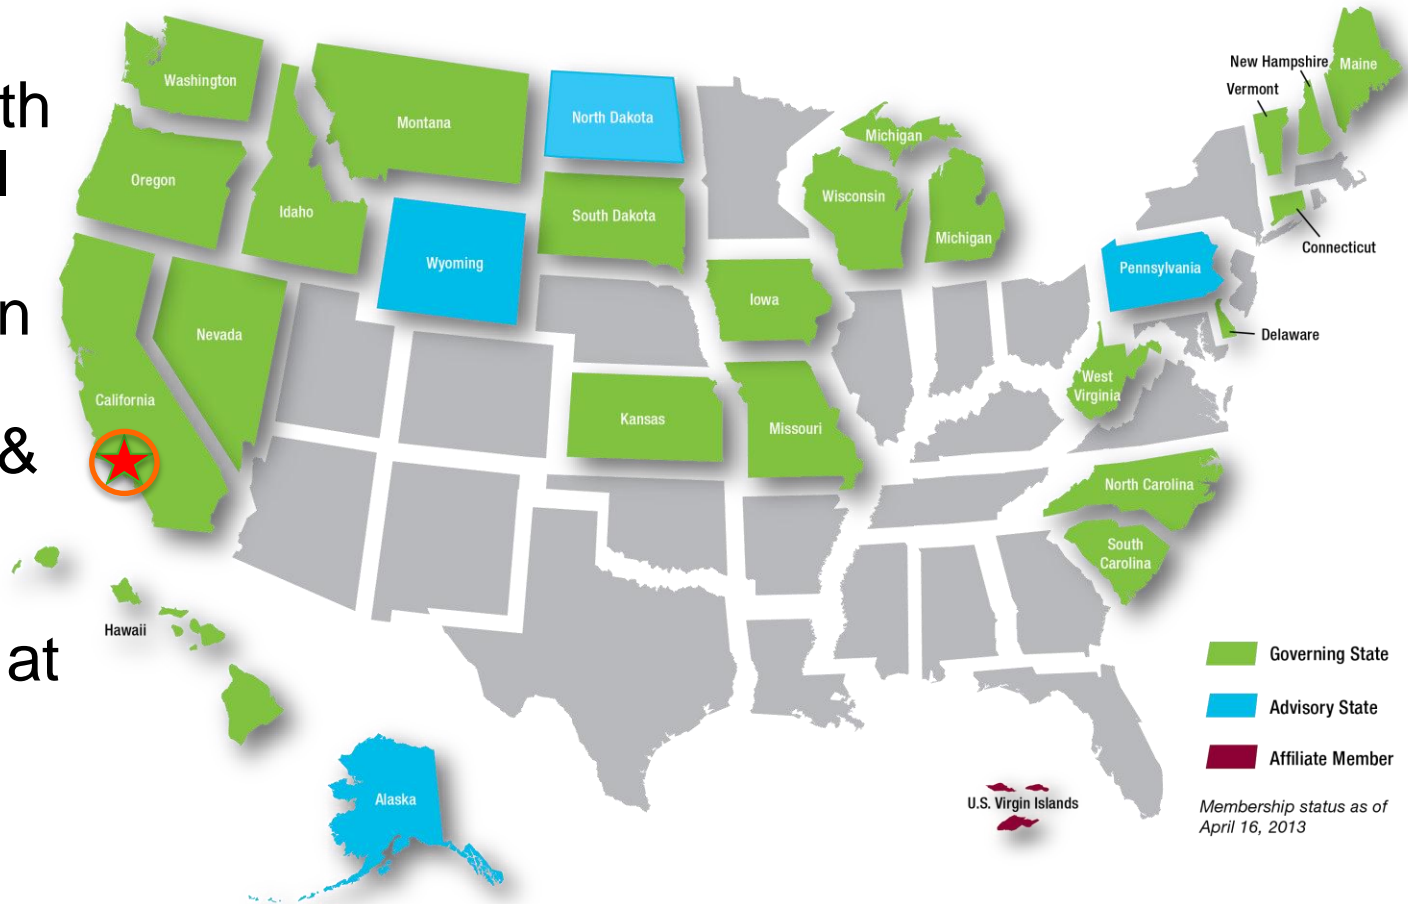 th
l
n
&
at
Washington
Oregon
California
Nevada
Idaho
Montana
Wyoming
North Dakota
South Dakota
Kansas
Iowa
Missouri
Wisconsin
Michigan
Michigan
New Hampshire
Vermont
Maine
Connecticut
Pennsylvania
Delaware
West
Virginia
North Carolina
South
Carolina
Hawaii
Alaska
U.S. Virgin Islands
Governing State
Advisory State
Affiliate Member
Membership status as of
April 16, 2013